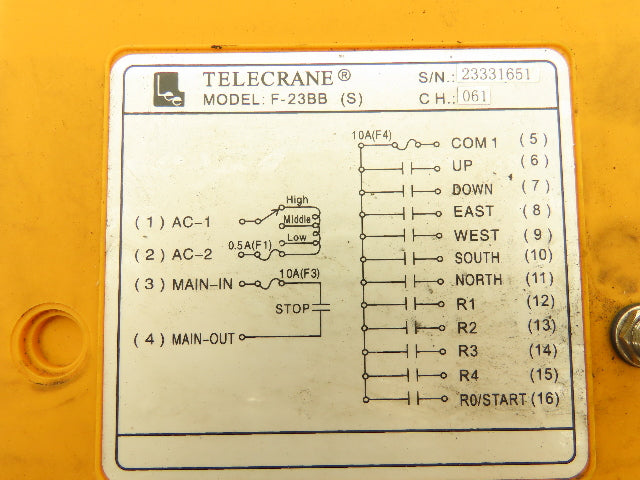 TELECRANE® S/N.: 23331651
MODEL: F-23BB (S) CH.: 061
10A(F4) COM1 (5)
UP (6)
DOWN (7)
EAST (8)
WEST (9)
SOUTH (10)
NORTH (11)
R1 (12)
R2 (13)
R3 (14)
R4 (15)
R0/START (16)
High
(1) AC-1 Middle
Low
(2) AC-2 0.5A(F1)
(3) MAIN-IN 10A(F3)
STOP
(4) MAIN-OUT